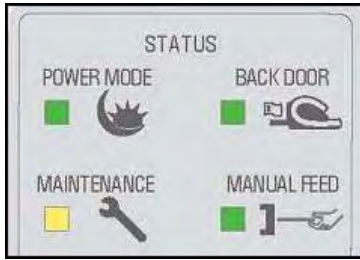 STATUS
POWER MODE
BACK DOOR
MAINTENANCE
MANUAL FEED